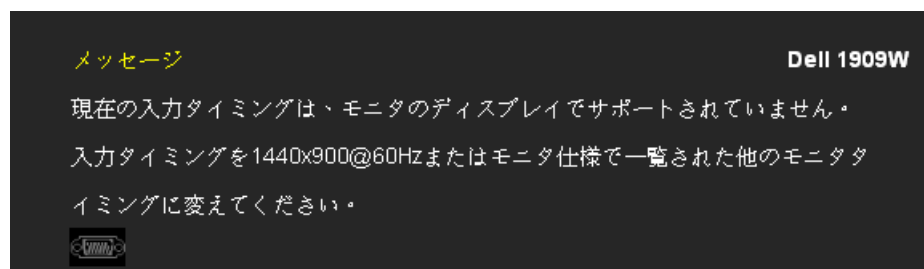 メッセージ Dell 1909W
現在の入力タイミングは、モニタのディスプレイでサポートされていません。
入力タイミングを1440x900@60Hzまたはモニタ仕様で一覧された他のモニタタ
イミングに変えてください。